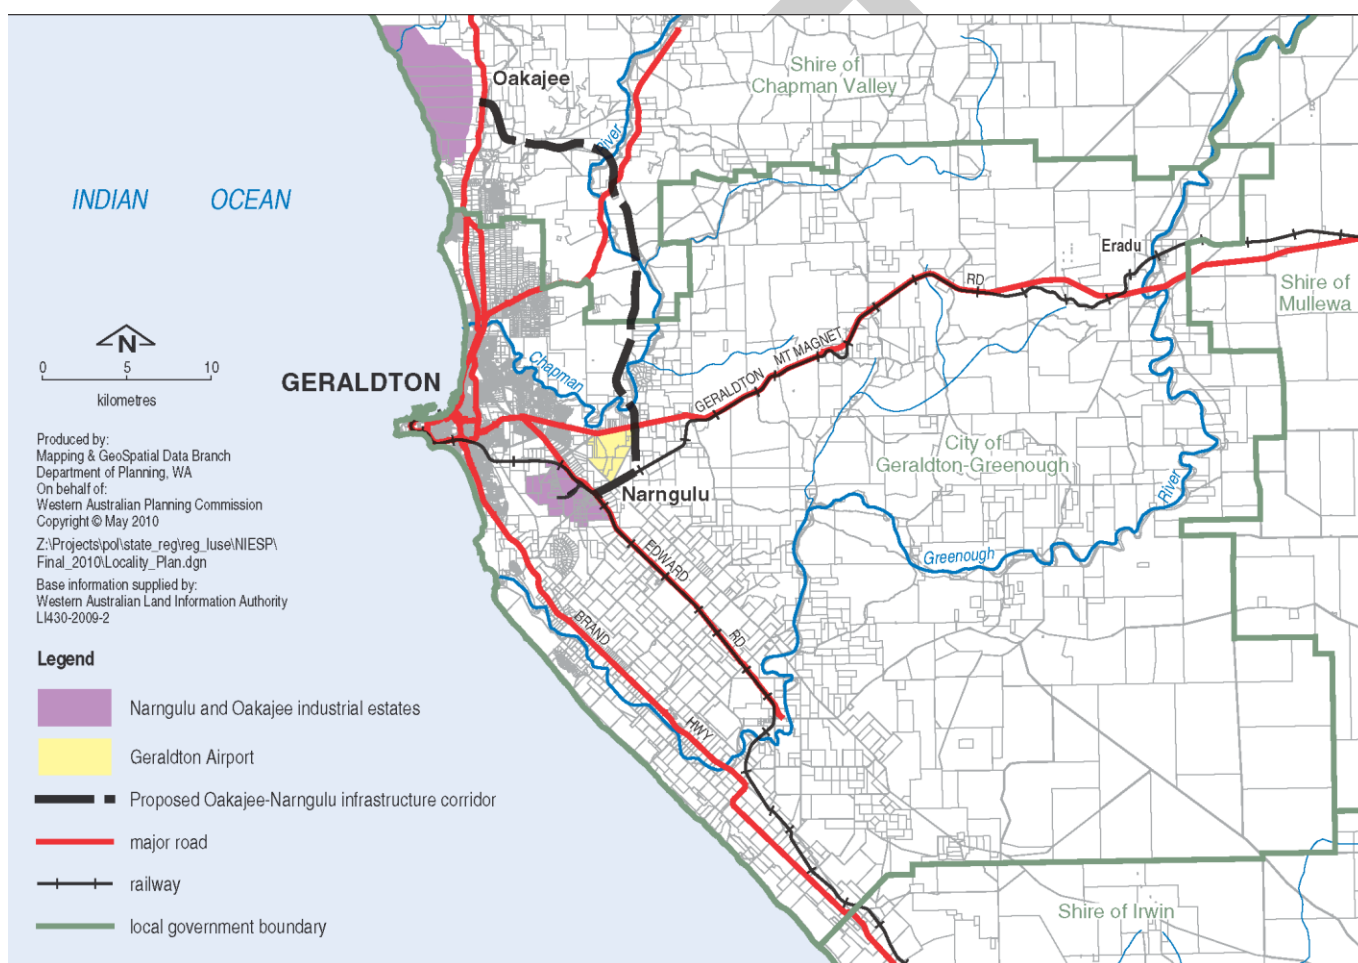 Oakajee
Shire of
Chapman Valley
River
INDIAN OCEAN
Eradu
Shire of
Mullewa
RD
MT MAGNET
GERALDTON
Chapman
N
0 5 10
kilometres
GERALDTON
City of
Geraldton-Greenough
River
Narngulu
Greenough
EDWARD
RD
BRAND
HWY
Shire of Irwin
Produced by:
Mapping & GeoSpatial Data Branch
Department of Planning, WA
On behalf of:
Western Australian Planning Commission
Copyright © May 2010
Z:\Projects\pol\state_reg\reg_luse\NIESP\
Final_2010\Locality_Plan.dgn
Base information supplied by:
Western Australian Land Information Authority
LI430-2009-2
Legend
Narngulu and Oakajee industrial estates
Geraldton Airport
Proposed Oakajee-Narngulu infrastructure corridor
major road
railway
local government boundary